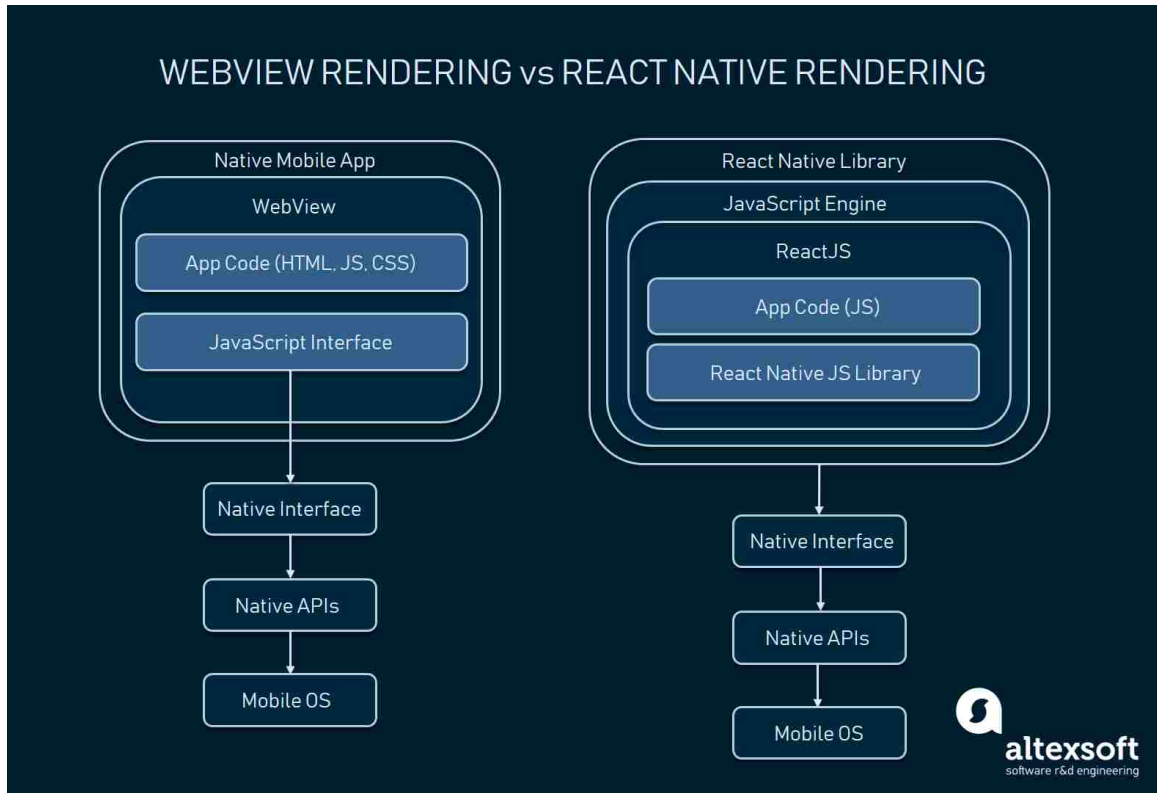 WEBVIEW RENDERING vs REACT NATIVE RENDERING
Native Mobile App
WebView
App Code (HTML, JS, CSS)
JavaScript Interface
Native Interface
Native APIs
Mobile OS
React Native Library
JavaScript Engine
ReactJS
App Code (JS)
React Native JS Library
Native Interface
Native APIs
Mobile OS
altexsoft
software r&d engineering